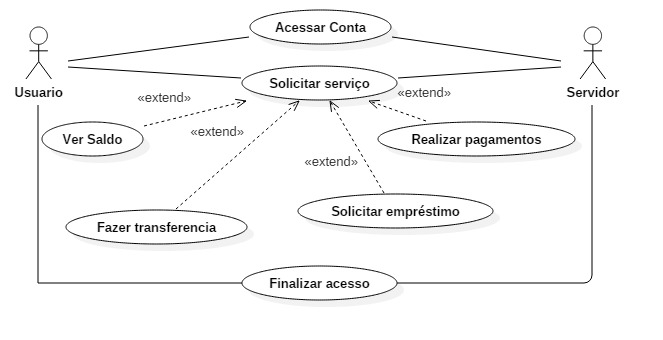 Acessar Conta
Usuario
Solicitar serviço
Servidor
«extend»
«extend»
Ver Saldo
«extend»
Realizar pagamentos
«extend»
Solicitar empréstimo
Fazer transferencia
Finalizar acesso